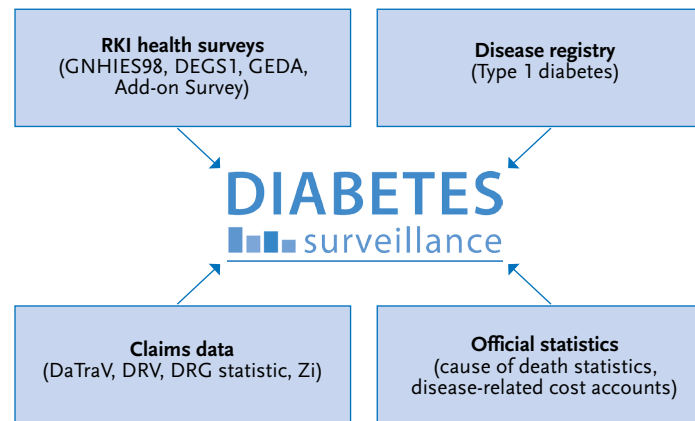 RKI health surveys
(GNHIES98, DEGS1, GEDA,
Add-on Survey)
Disease registry
(Type 1 diabetes)
DIABETES
surveillance
Claims data
(DaTraV, DRV, DRG statistic, Zi)
Official statistics
(cause of death statistics,
disease-related cost accounts)